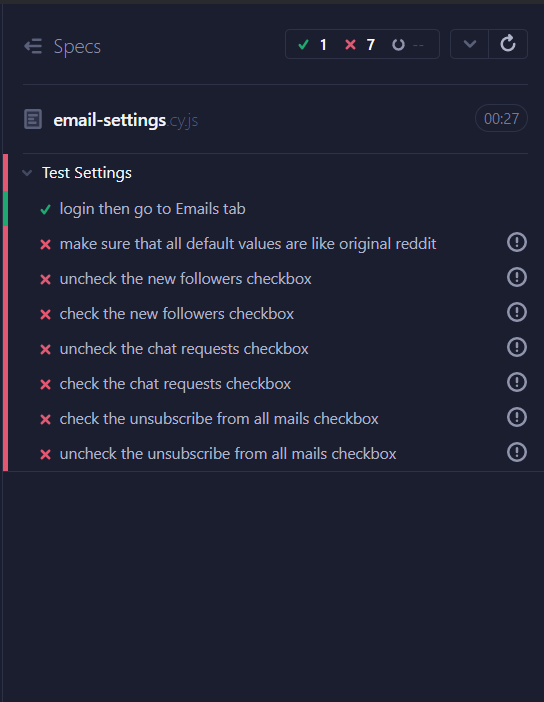 Specs 1 7 --
email-settings.cy.js 00:27
Test Settings
login then go to Emails tab
make sure that all default values are like original reddit
uncheck the new followers checkbox
check the new followers checkbox
uncheck the chat requests checkbox
check the chat requests checkbox
check the unsubscribe from all mails checkbox
uncheck the unsubscribe from all mails checkbox